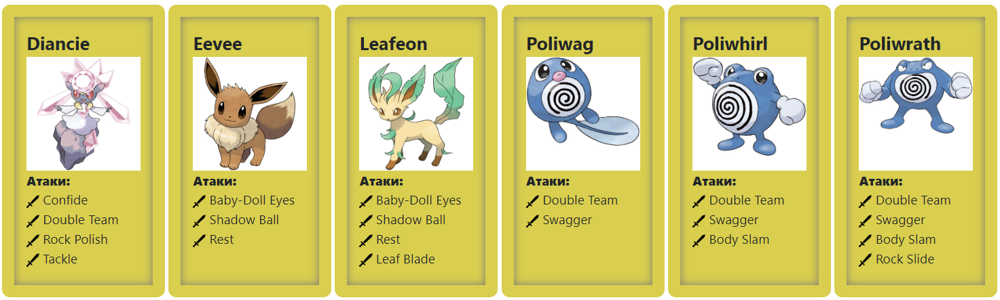 Diancie
Атаки:
Confide
Double Team
Rock Polish
Tackle
Eevee
Атаки:
Baby-Doll Eyes
Shadow Ball
Rest
Leafeon
Атаки:
Baby-Doll Eyes
Shadow Ball
Rest
Leaf Blade
Poliwag
Атаки:
Double Team
Swagger
Poliwhirl
Атаки:
Double Team
Swagger
Body Slam
Poliwrath
Атаки:
Double Team
Swagger
Body Slam
Rock Slide